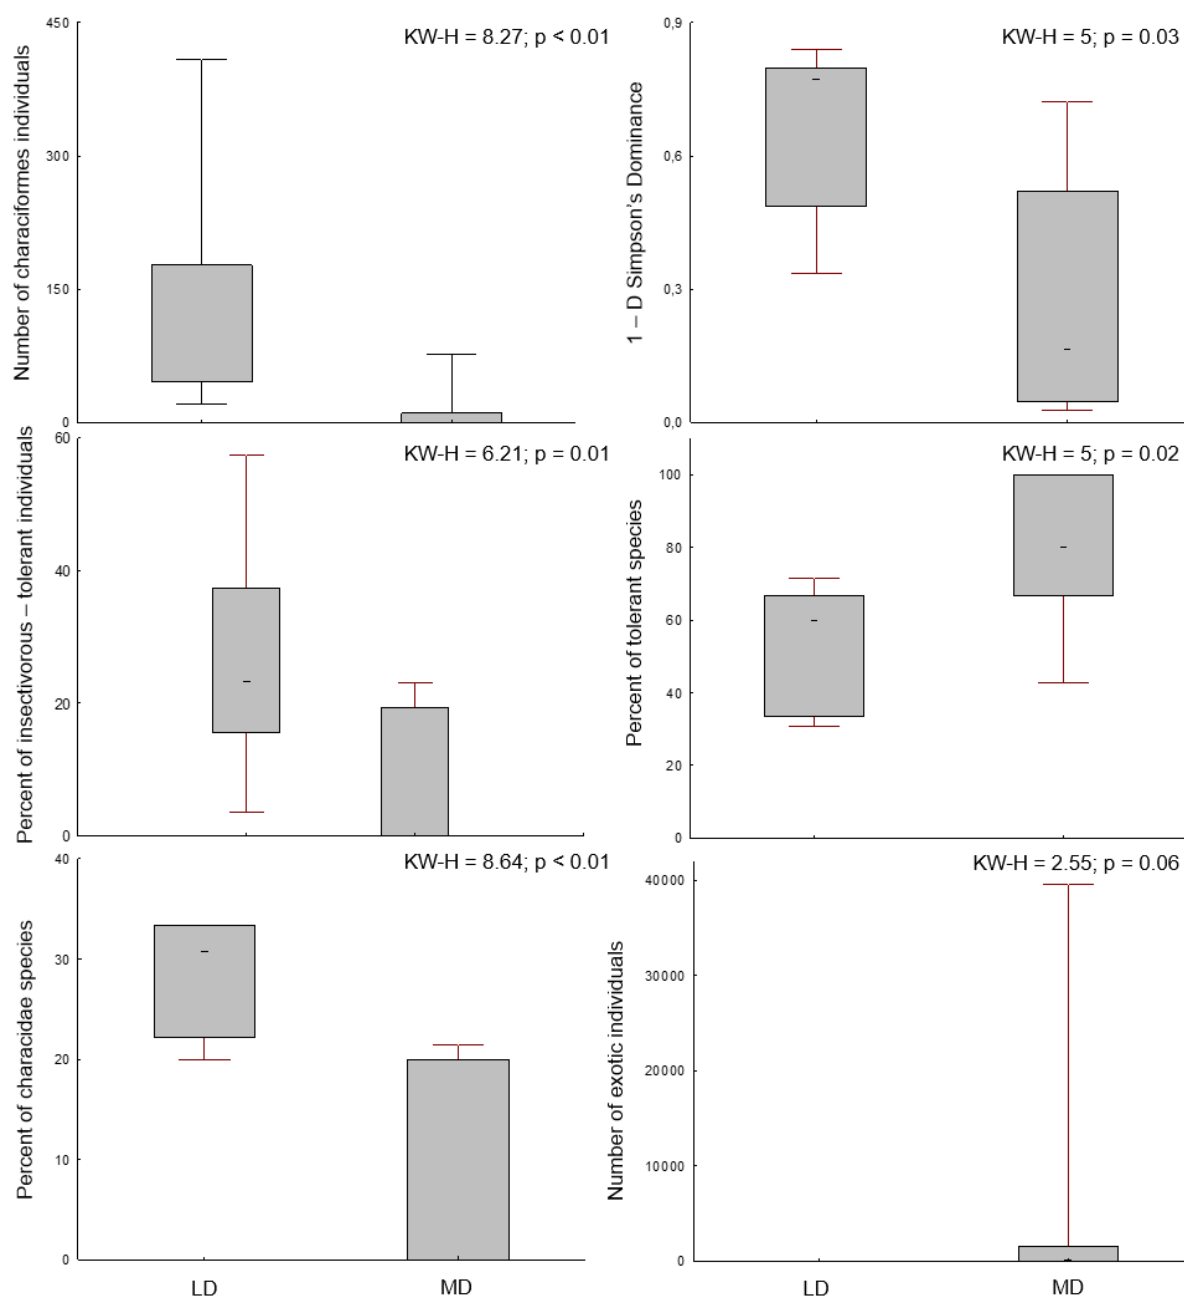 Number of characiformes individuals
450
300
150
0
KW-H = 8.27; p < 0.01
1 – D Simpson's Dominance
0,9
0,6
0,3
0,0
KW-H = 5; p = 0.03
Percent of insectivorous – tolerant individuals
60
40
20
0
KW-H = 6.21; p = 0.01
Percent of tolerant species
100
80
60
40
20
0
KW-H = 5; p = 0.02
Percent of characidae species
40
30
20
10
0
KW-H = 8.64; p < 0.01
LD MD
Number of exotic individuals
40000
30000
20000
10000
0
KW-H = 2.55; p = 0.06
LD MD